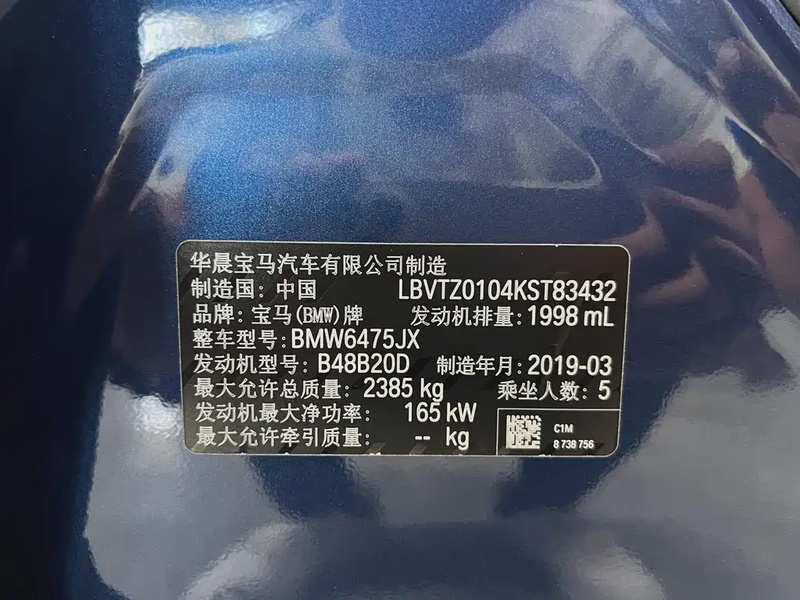 华晨宝马汽车有限公司制造
制造国: 中国 LBVTZ0104KST83432
品牌: 宝马(BMW)牌 发动机排量: 1998 mL
整车型号: BMW6475JX
发动机型号: B48B20D 制造年月: 2019-03
最大允许总质量: 2385 kg 乘坐人数: 5
发动机最大净功率: 165 kW
最大允许牵引质量: -- kg
C1M
8 738 756